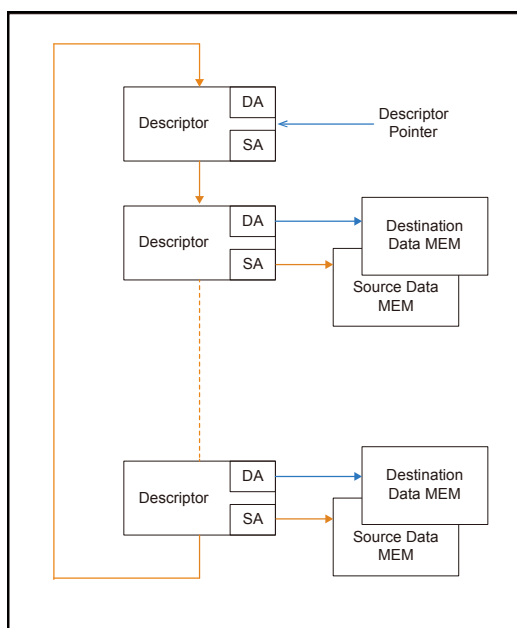 DA
Descriptor
SA
Descriptor
Pointer
DA
Descriptor
SA
Destination
Data MEM
Source Data
MEM
DA
Descriptor
SA
Destination
Data MEM
Source Data
MEM